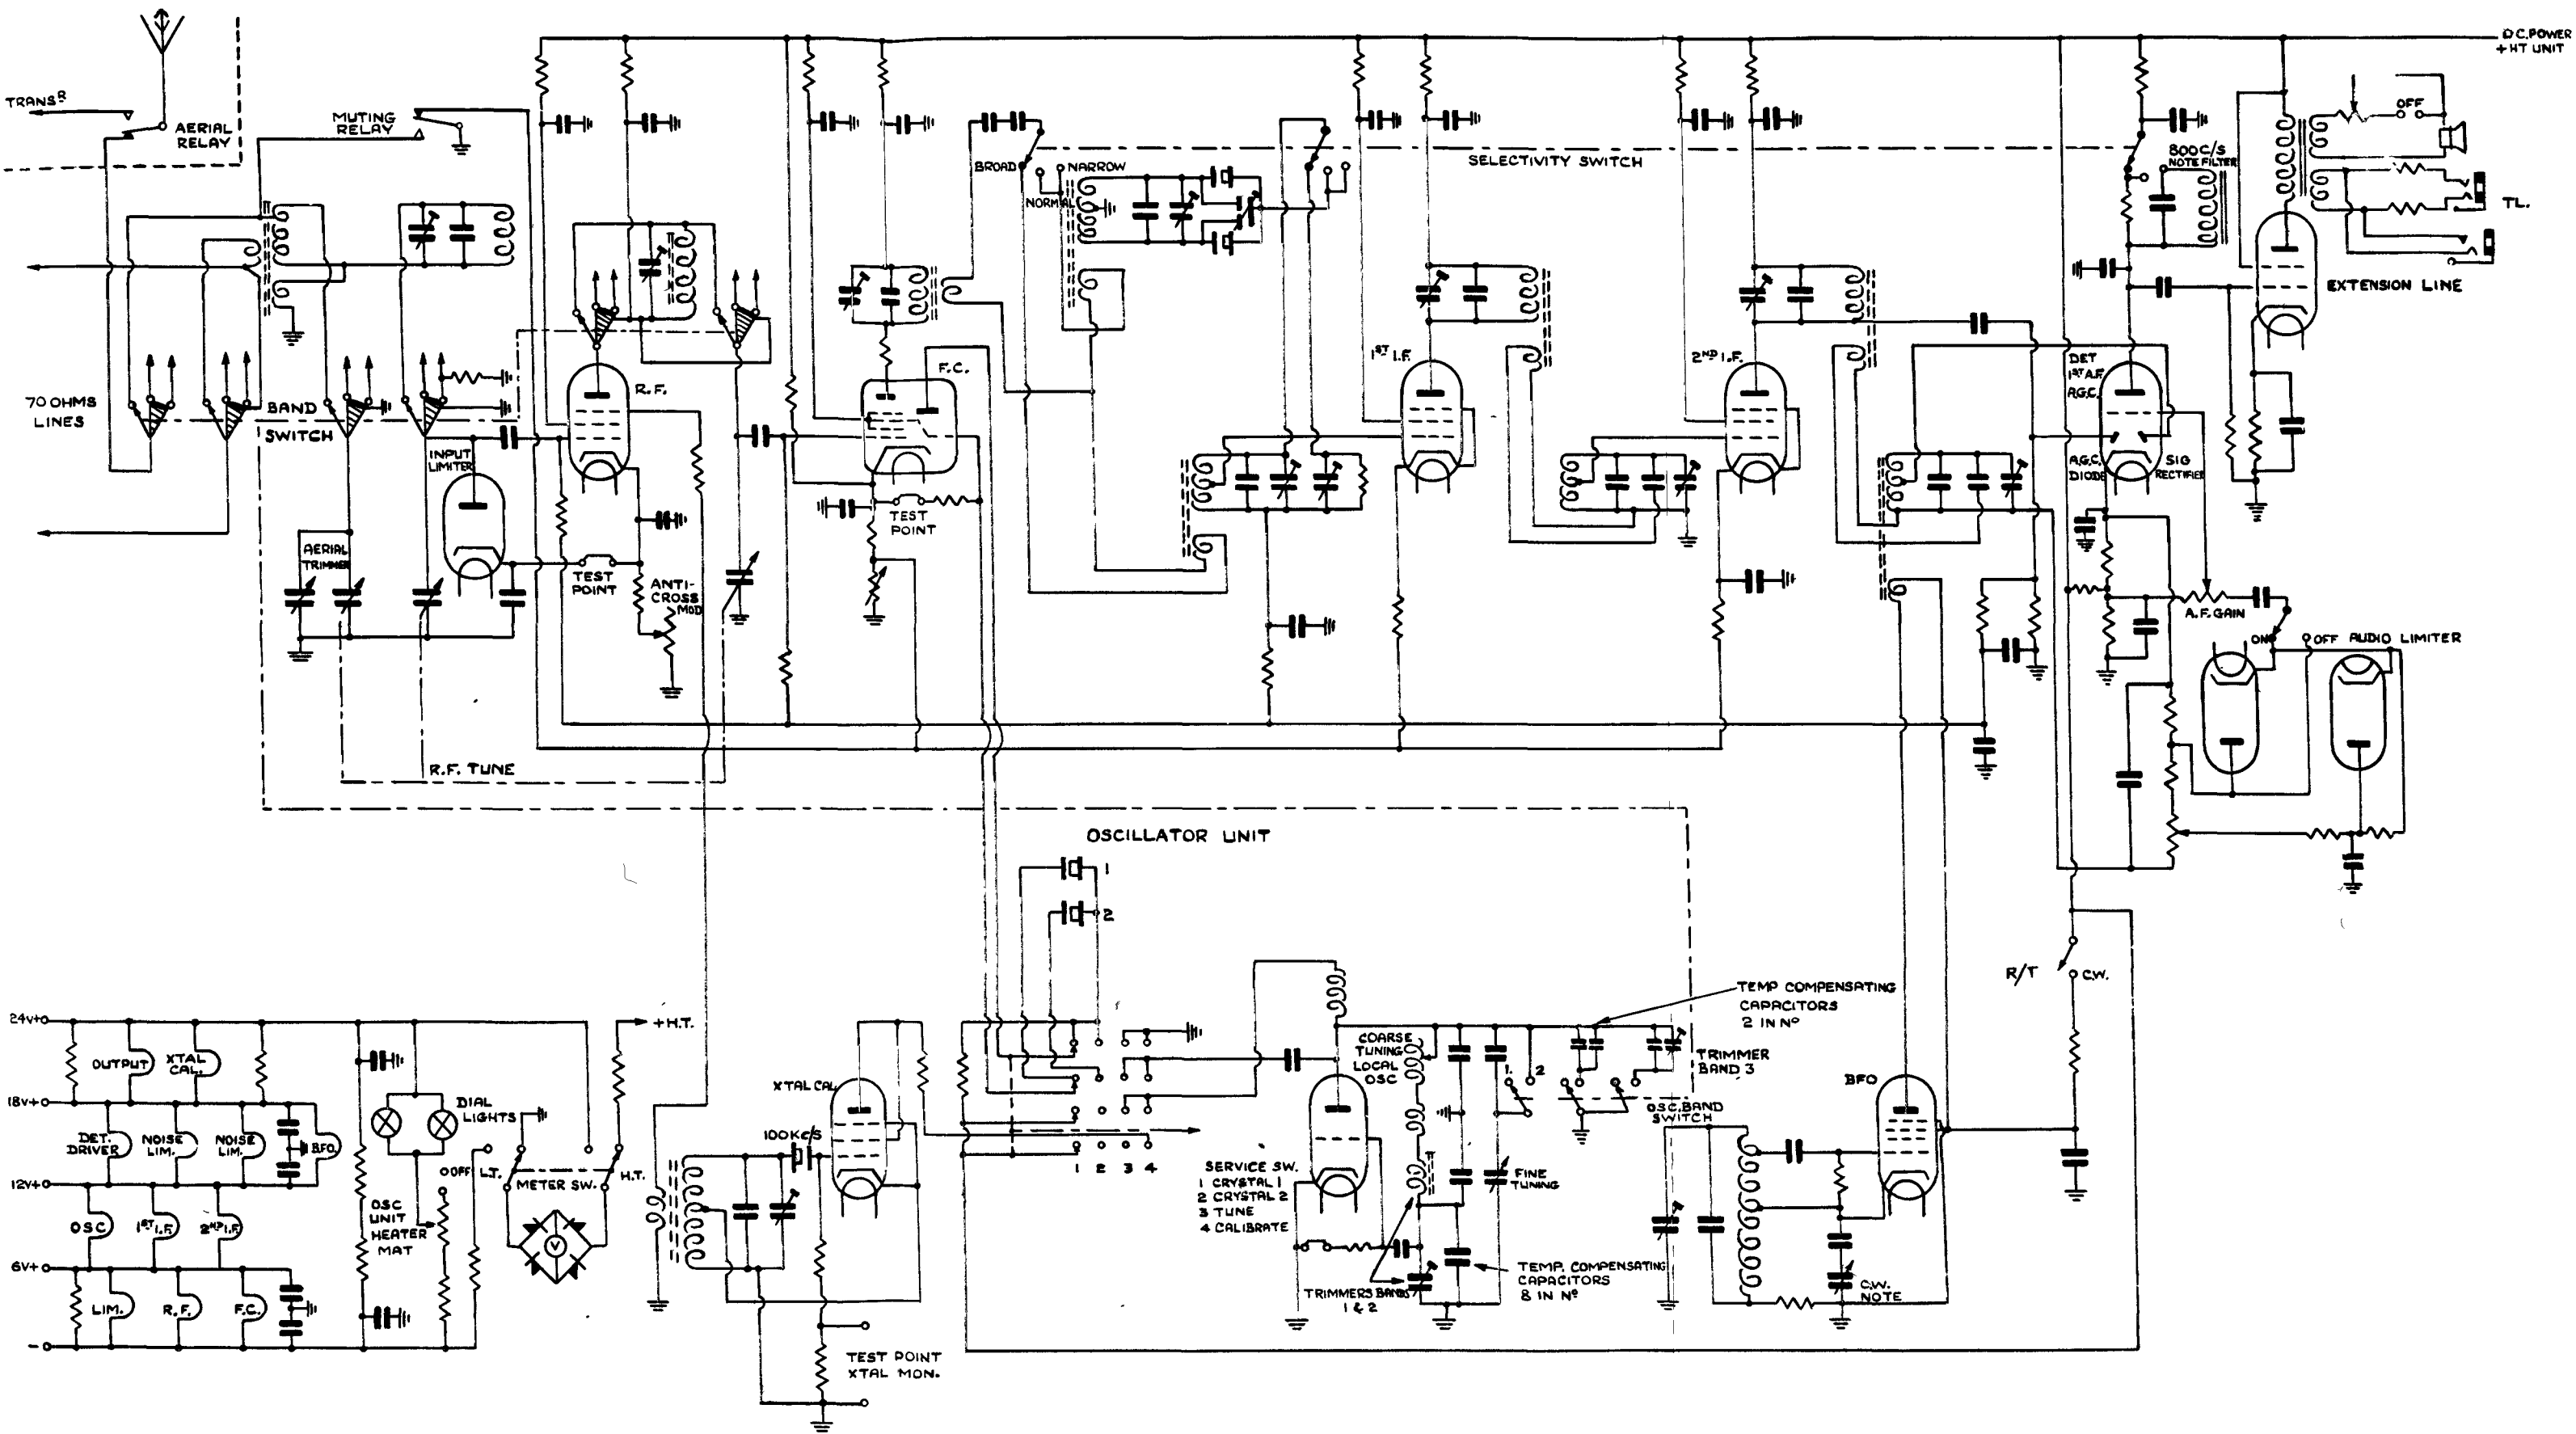 D.C. POWER
+ HT UNIT
TRANSR
AERIAL
RELAY
MUTING
RELAY
OFF
BROAD
NARROW
NORMAL
SELECTIVITY SWITCH
800 C/S
NOTE FILTER
TL.
EXTENSION LINE
70 OHMS
LINES
BAND
SWITCH
INPUT
LIMITER
R.F.
F.C.
1ST I.F.
2ND I.F.
DET
1ST A.F.
A.G.C.
A.G.C.
DIODE
SIG
RECTIFIER
TEST
POINT
AERIAL
TRIMMER
TEST
POINT
ANTI-
CROSS
MOD
A.F. GAIN
ON
OFF AUDIO LIMITER
R.F. TUNE
OSCILLATOR UNIT
1
2
R/T
C.W.
TEMP COMPENSATING
CAPACITORS
2 IN NO
COARSE
TUNING
LOCAL
OSC
1.
2
TRIMMER
BAND 3
OSC. BAND
SWITCH
BFO
24V+
OUTPUT
XTAL
CAL.
+H.T.
XTAL CAL
18V+
DIAL
LIGHTS
DET.
DRIVER
NOISE
LIM.
NOISE
LIM.
B.F.O.
100KC/S
12V+
OFF
L.T.
METER SW.
H.T.
1 2 3 4
SERVICE SW.
1 CRYSTAL 1
2 CRYSTAL 2
3 TUNE
4 CALIBRATE
FINE
TUNING
OSC
1ST I.F.
2ND I.F.
OSC
UNIT
HEATER
MAT
V
6V+
LIM.
R.F.
F.C.
TEMP. COMPENSATING
CAPACITORS
8 IN NO
TRIMMERS BANDS
1 & 2
C.W.
NOTE
-
TEST POINT
XTAL MON.